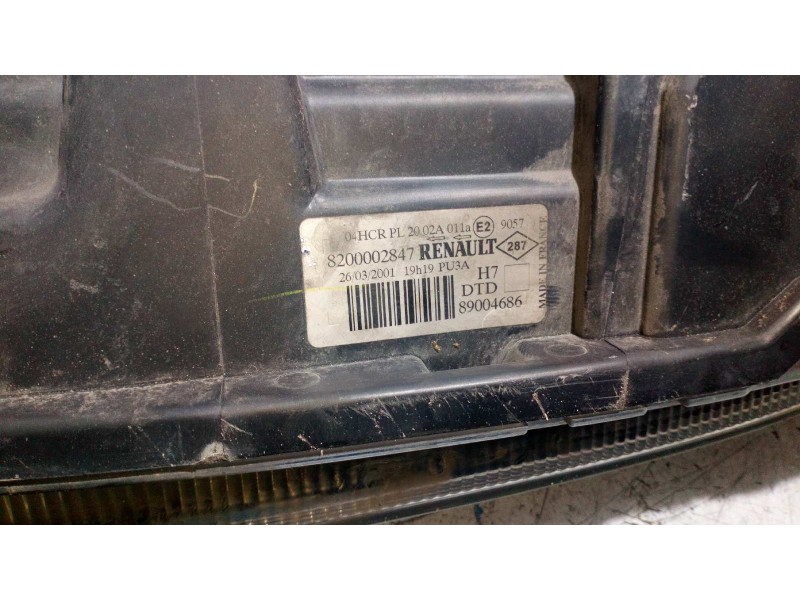 04HCR PL 20 02A 011a E2 9057
8200002847 RENAULT 287
26/03/2001 19h19 PU3A H7
DTD
89004686
MADE IN FRANCE